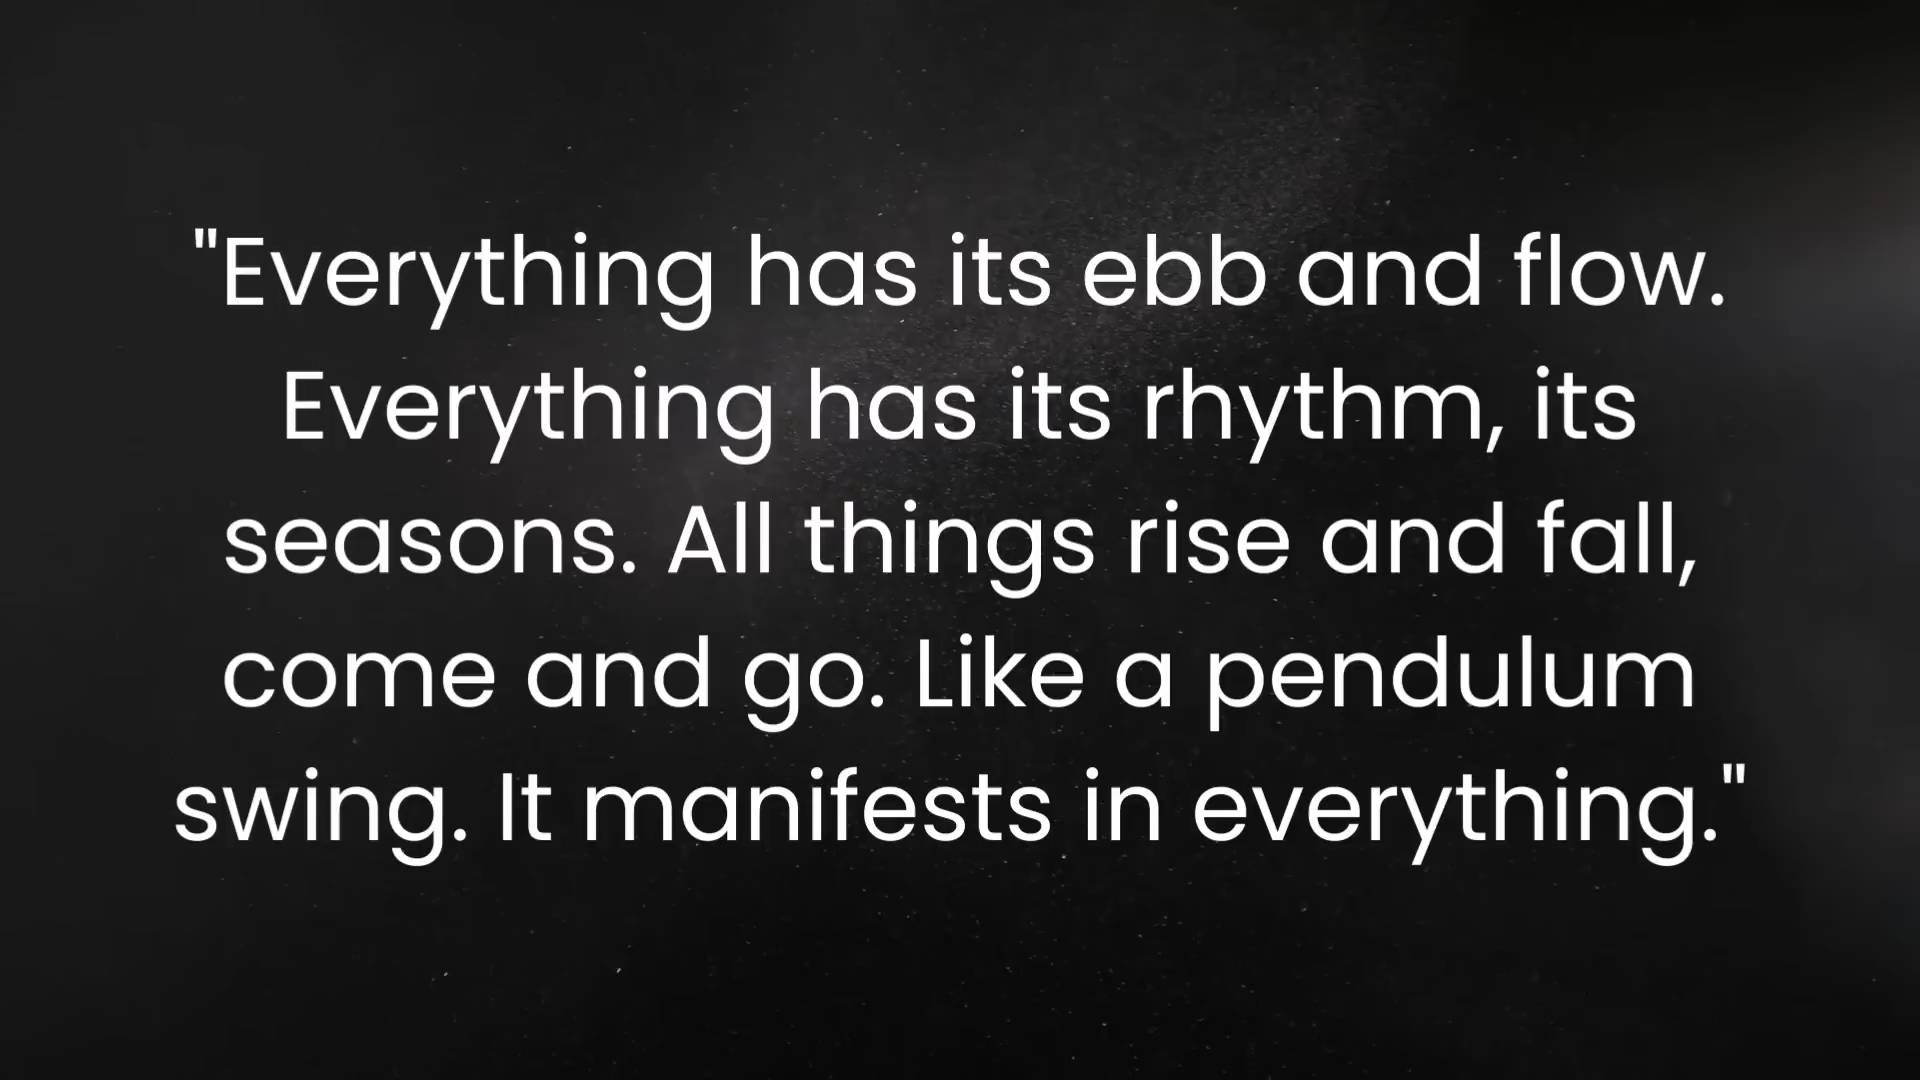 "Everything has its ebb and flow.
Everything has its rhythm, its
seasons. All things rise and fall,
come and go. Like a pendulum
swing. It manifests in everything."